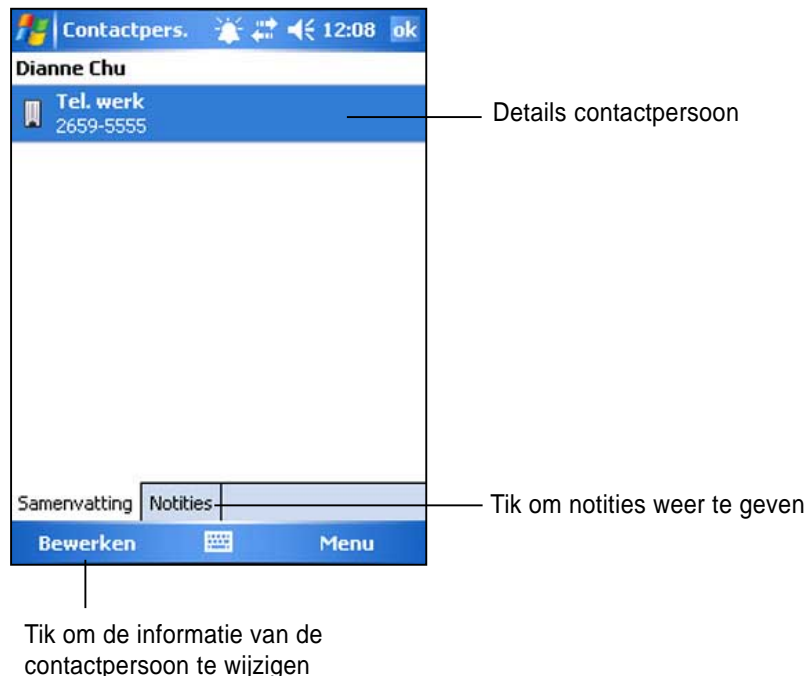 Contactpers. 12:08 ok
Dianne Chu
Tel. werk
2659-5555
Details contactpersoon
Samenvatting Notities
Tik om notities weer te geven
Bewerken Menu
Tik om de informatie van de
contactpersoon te wijzigen